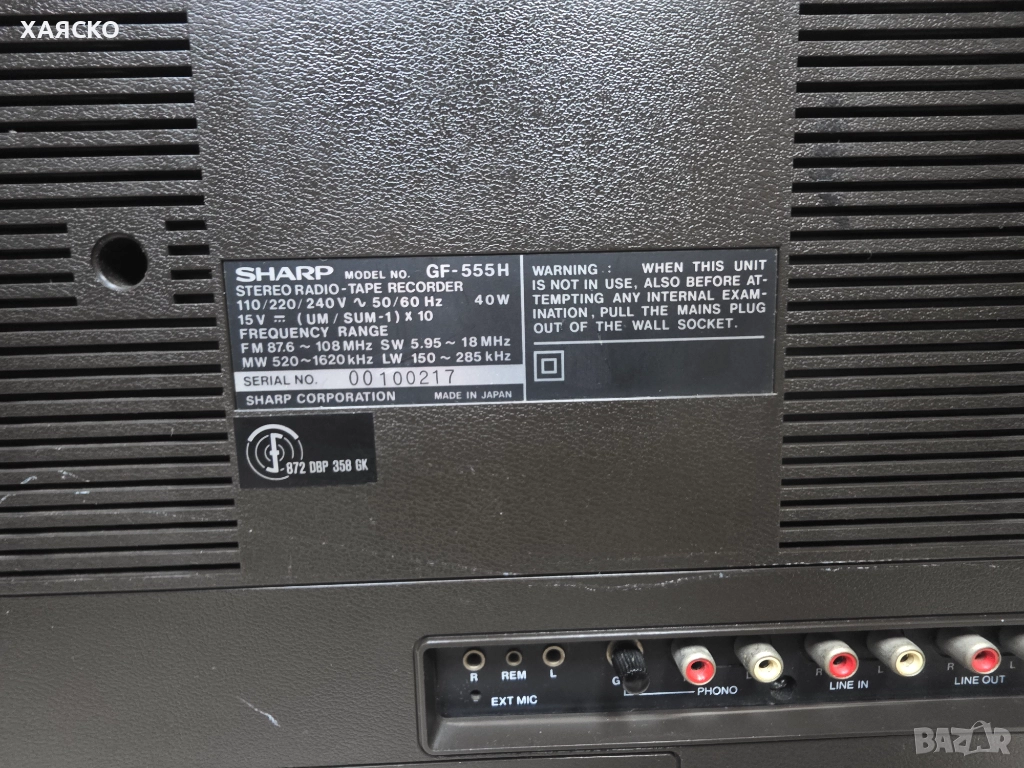 ХАЯСКО
SHARP MODEL NO. GF-555H
STEREO RADIO-TAPE RECORDER
110/220/240V ∿ 50/60 Hz 40W
15V ⎓ (UM/SUM-1) X 10
FREQUENCY RANGE
FM 87.6 ~ 108 MHz SW 5.95 ~ 18 MHz
MW 520 ~ 1620 kHz LW 150 ~ 285 kHz
SERIAL NO. 00100217
SHARP CORPORATION MADE IN JAPAN
WARNING : WHEN THIS UNIT
IS NOT IN USE, ALSO BEFORE AT-
TEMPTING ANY INTERNAL EXAM-
INATION, PULL THE MAINS PLUG
OUT OF THE WALL SOCKET.
872 DBP 358 GK
R REM L
EXT MIC
G
PHONO
L
R L
LINE IN
R L
LINE OUT
BAZAR